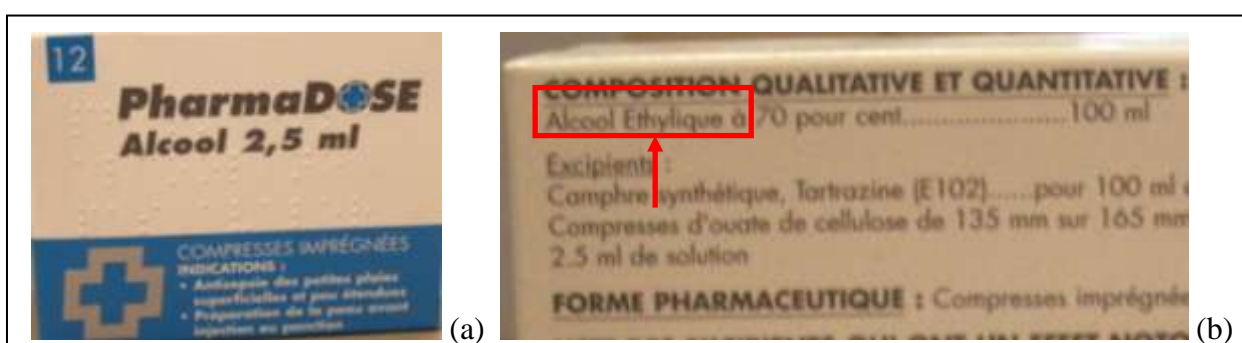 12
PharmaDOSE
Alcool 2,5 ml
COMPRESSES IMPRÉGNÉES
INDICATIONS :
• Antisepsie des petites plaies
superficielles et peu étendues
• Préparation de la peau avant
injection ou ponction
(a)
COMPOSITION QUALITATIVE ET QUANTITATIVE :
Alcool Ethylique à 70 pour cent.....................100 ml
Excipients :
Camphre synthétique, Tartrazine (E102)......pour 100 ml
Compresses d'ouate de cellulose de 135 mm sur 165 mm
2.5 ml de solution
FORME PHARMACEUTIQUE : Compresses imprégnée
(b)